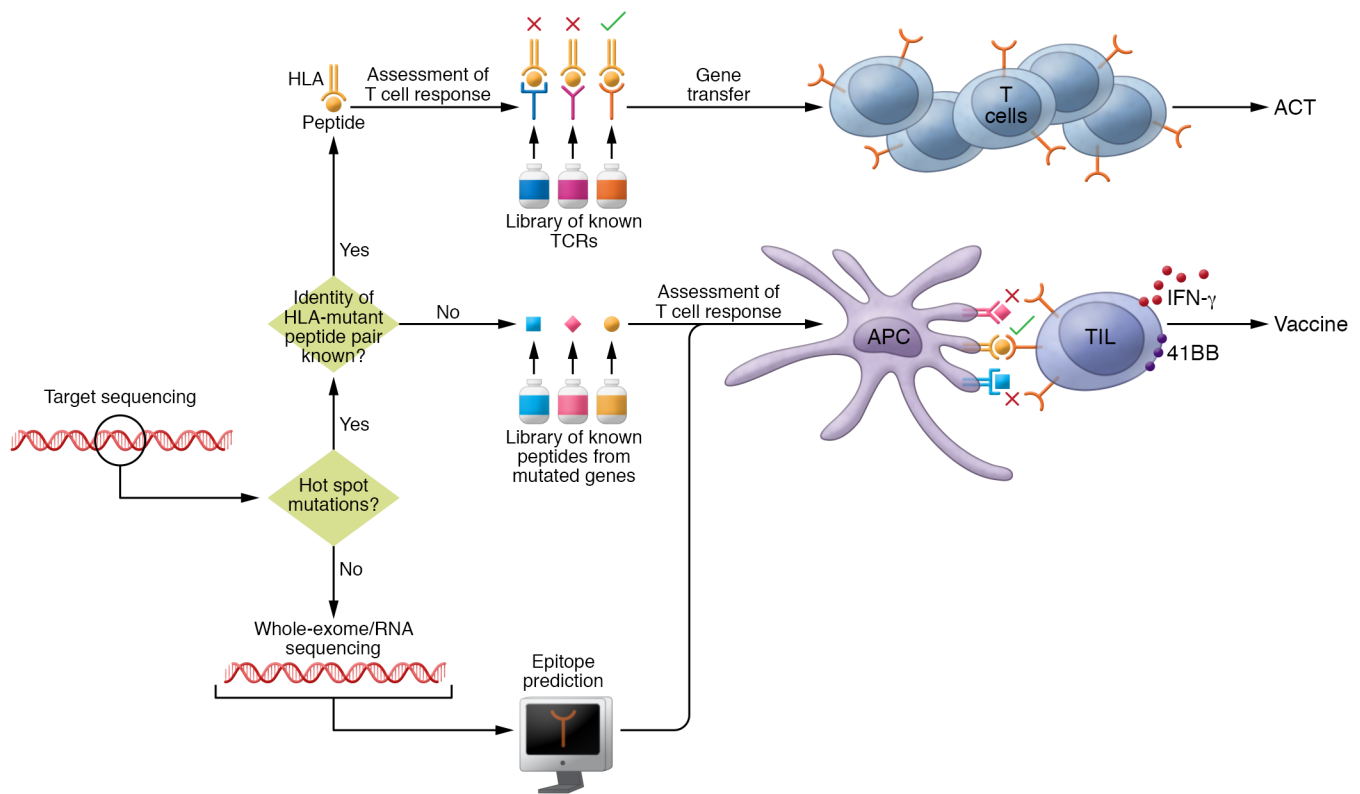 HLA
Peptide
Assessment of
T cell response
Library of known
TCRs
Gene
transfer
T
cells
ACT
Yes
Identity of
HLA-mutant
peptide pair
known?
No
Library of known
peptides from
mutated genes
Assessment of
T cell response
APC
TIL
IFN-γ
41BB
Vaccine
Target sequencing
Yes
Hot spot
mutations?
No
Whole-exome/RNA
sequencing
Epitope
prediction